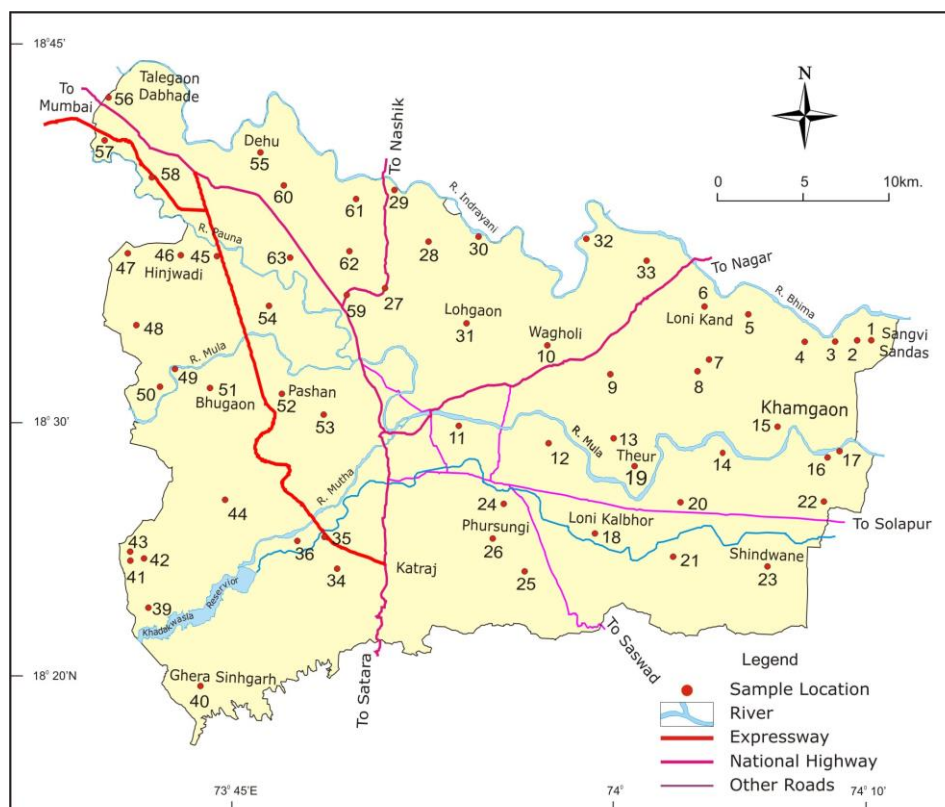 18°45'
To
Mumbai
56
Talegaon
Dabhade
57
58
Dehu
55
60
61
To Nashik
29
R. Indrayani
N
0 5 10km.
30
28
32
33
To Nagar
R. Pauna
47
46
45
Hinjwadi
63
62
59
27
54
48
Lohgaon
31
Wagholi
10
6
Loni Kand
5
R. Bhima
4
3
2
1
Sangvi
Sandas
7
8
9
R. Mula
49
50
51
Bhugaon
Pashan
52
53
18°30'
11
12
R. Mula
13
Theur
19
14
Khamgaon
15
16
17
R. Mutha
44
24
Phursungi
26
25
Loni Kalbhor
18
20
22
To Solapur
21
Shindwane
23
43
42
41
36
35
34
Katraj
39
Khadakwasla
Reservior
Ghera Sinhgarh
40
To Satara
To Saswad
18°20'N
Legend
Sample Location
River
Expressway
National Highway
Other Roads
73°45'E
74°
74°10'